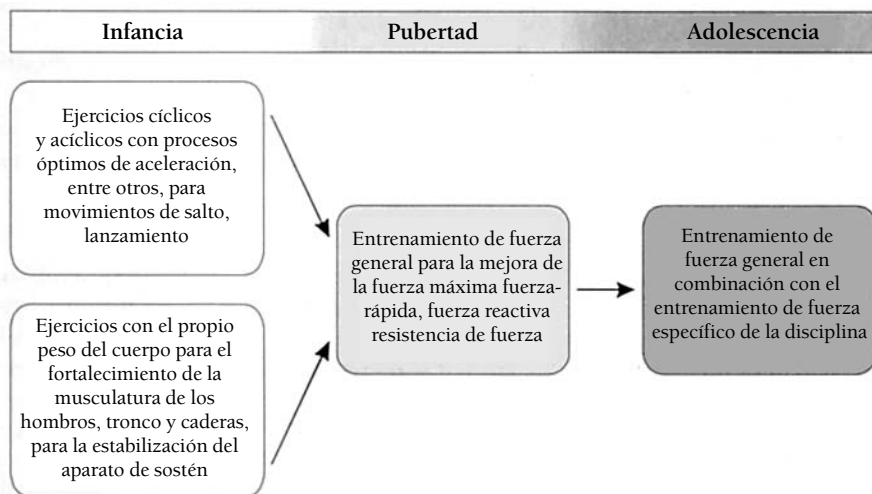 Infancia
Pubertad
Adolescencia
Ejercicios cíclicos
y acíclicos con procesos
óptimos de aceleración,
entre otros, para
movimientos de salto,
lanzamiento
Ejercicios con el propio
peso del cuerpo para el
fortalecimiento de la
musculatura de los
hombros, tronco y caderas,
para la estabilización del
aparato de sostén
Entrenamiento de fuerza
general para la mejora de
la fuerza máxima fuerza-
rápida, fuerza reactiva
resistencia de fuerza
Entrenamiento de
fuerza general en
combinación con el
entrenamiento de fuerza
específico de la disciplina